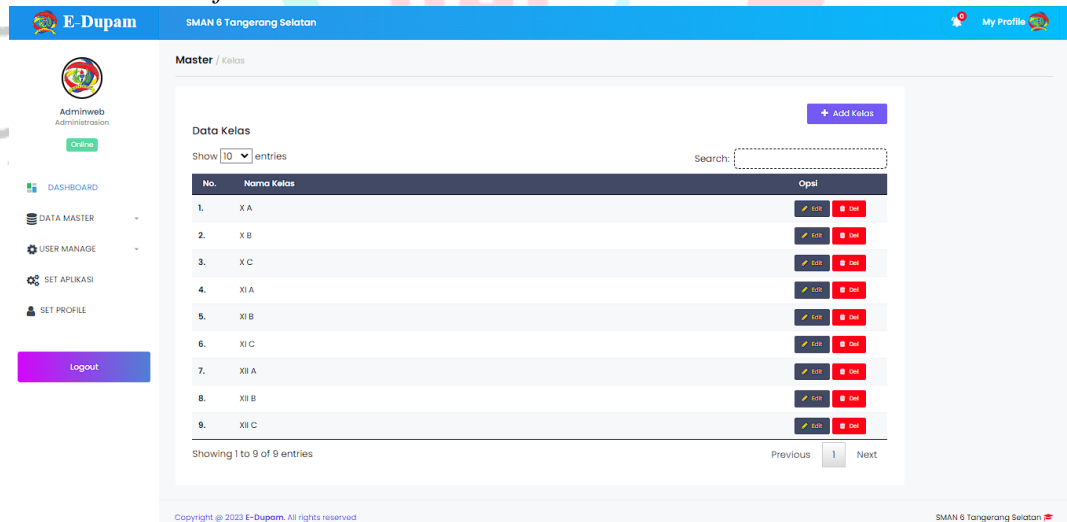 E-Dupam
SMAN 6 Tangerang Selatan
0
My Profile
Adminweb
Administrasion
Online
DASHBOARD
DATA MASTER
USER MANAGE
SET APLIKASI
SET PROFILE
Logout
Master / Kelas
+ Add Kelas
Data Kelas
Show 10 entries
Search:
No. Nama Kelas Opsi
1. X A Edit Del
2. X B Edit Del
3. X C Edit Del
4. XI A Edit Del
5. XI B Edit Del
6. XI C Edit Del
7. XII A Edit Del
8. XII B Edit Del
9. XII C Edit Del
Showing 1 to 9 of 9 entries
Previous 1 Next
Copyright @ 2023 E-Dupam. All rights reserved
SMAN 6 Tangerang Selatan